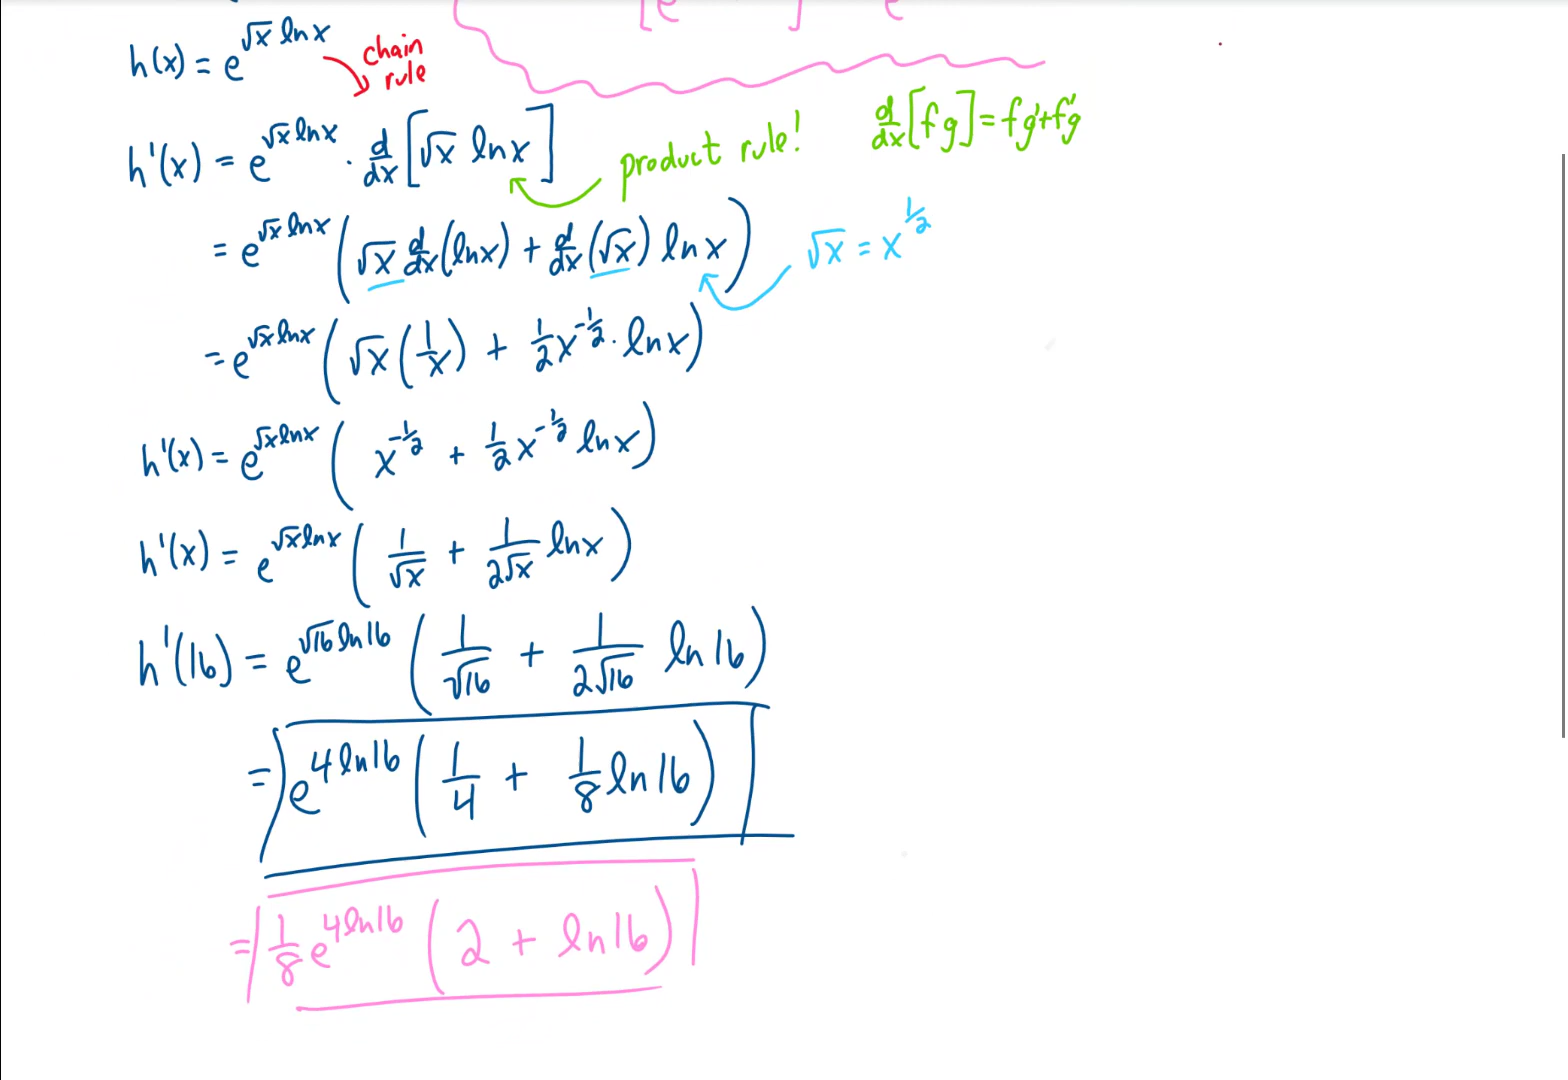 [e ] e
h(x) = e^{√x ln x}
chain rule
h'(x) = e^{√x ln x} · d/dx [√x ln x]
product rule!
d/dx [fg] = fg' + f'g
= e^{√x ln x} (√x d/dx (ln x) + d/dx (√x) ln x)
√x = x^{1/2}
= e^{√x ln x} (√x (1/x) + 1/2 x^{-1/2} · ln x)
h'(x) = e^{√x ln x} (x^{-1/2} + 1/2 x^{-1/2} ln x)
h'(x) = e^{√x ln x} (1/√x + 1/(2√x) ln x)
h'(16) = e^{√16 ln 16} (1/√16 + 1/(2√16) ln 16)
= e^{4 ln 16} (1/4 + 1/8 ln 16)
= 1/8 e^{4 ln 16} (2 + ln 16)